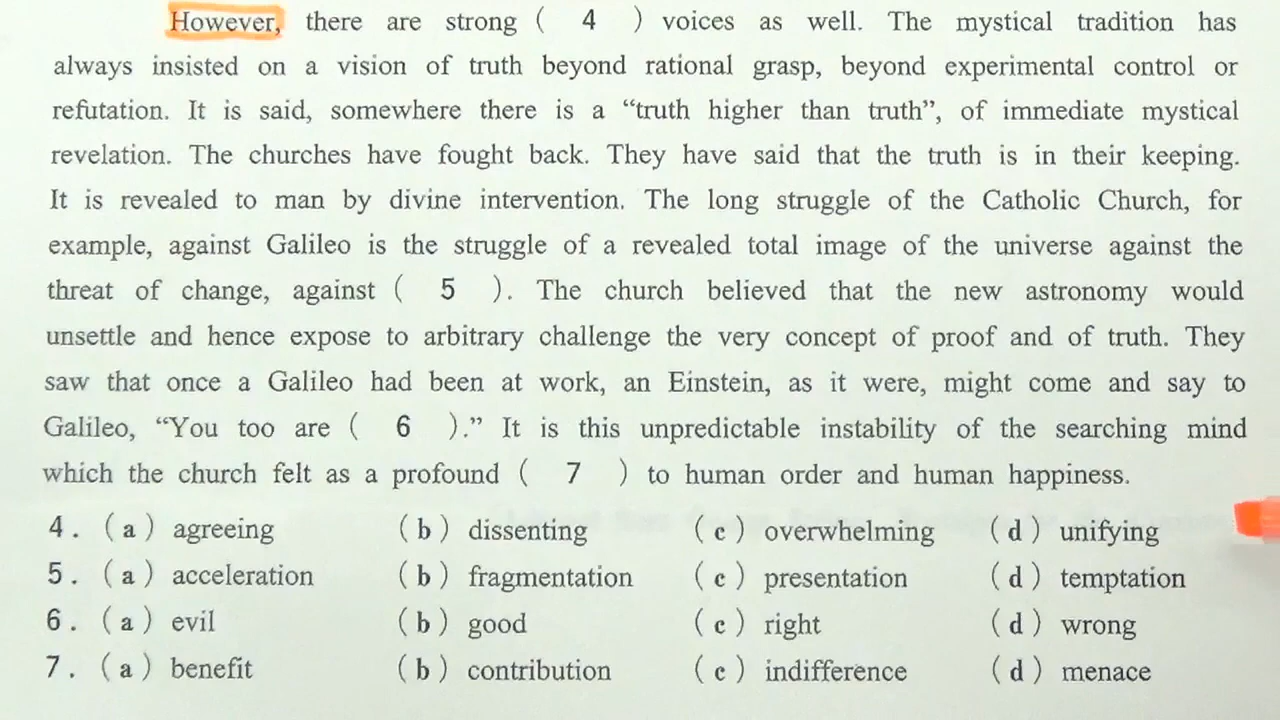 However, there are strong ( 4 ) voices as well. The mystical tradition has
always insisted on a vision of truth beyond rational grasp, beyond experimental control or
refutation. It is said, somewhere there is a “truth higher than truth”, of immediate mystical
revelation. The churches have fought back. They have said that the truth is in their keeping.
It is revealed to man by divine intervention. The long struggle of the Catholic Church, for
example, against Galileo is the struggle of a revealed total image of the universe against the
threat of change, against ( 5 ). The church believed that the new astronomy would
unsettle and hence expose to arbitrary challenge the very concept of proof and of truth. They
saw that once a Galileo had been at work, an Einstein, as it were, might come and say to
Galileo, “You too are ( 6 ).” It is this unpredictable instability of the searching mind
which the church felt as a profound ( 7 ) to human order and human happiness.
4. (a) agreeing (b) dissenting (c) overwhelming (d) unifying
5. (a) acceleration (b) fragmentation (c) presentation (d) temptation
6. (a) evil (b) good (c) right (d) wrong
7. (a) benefit (b) contribution (c) indifference (d) menace